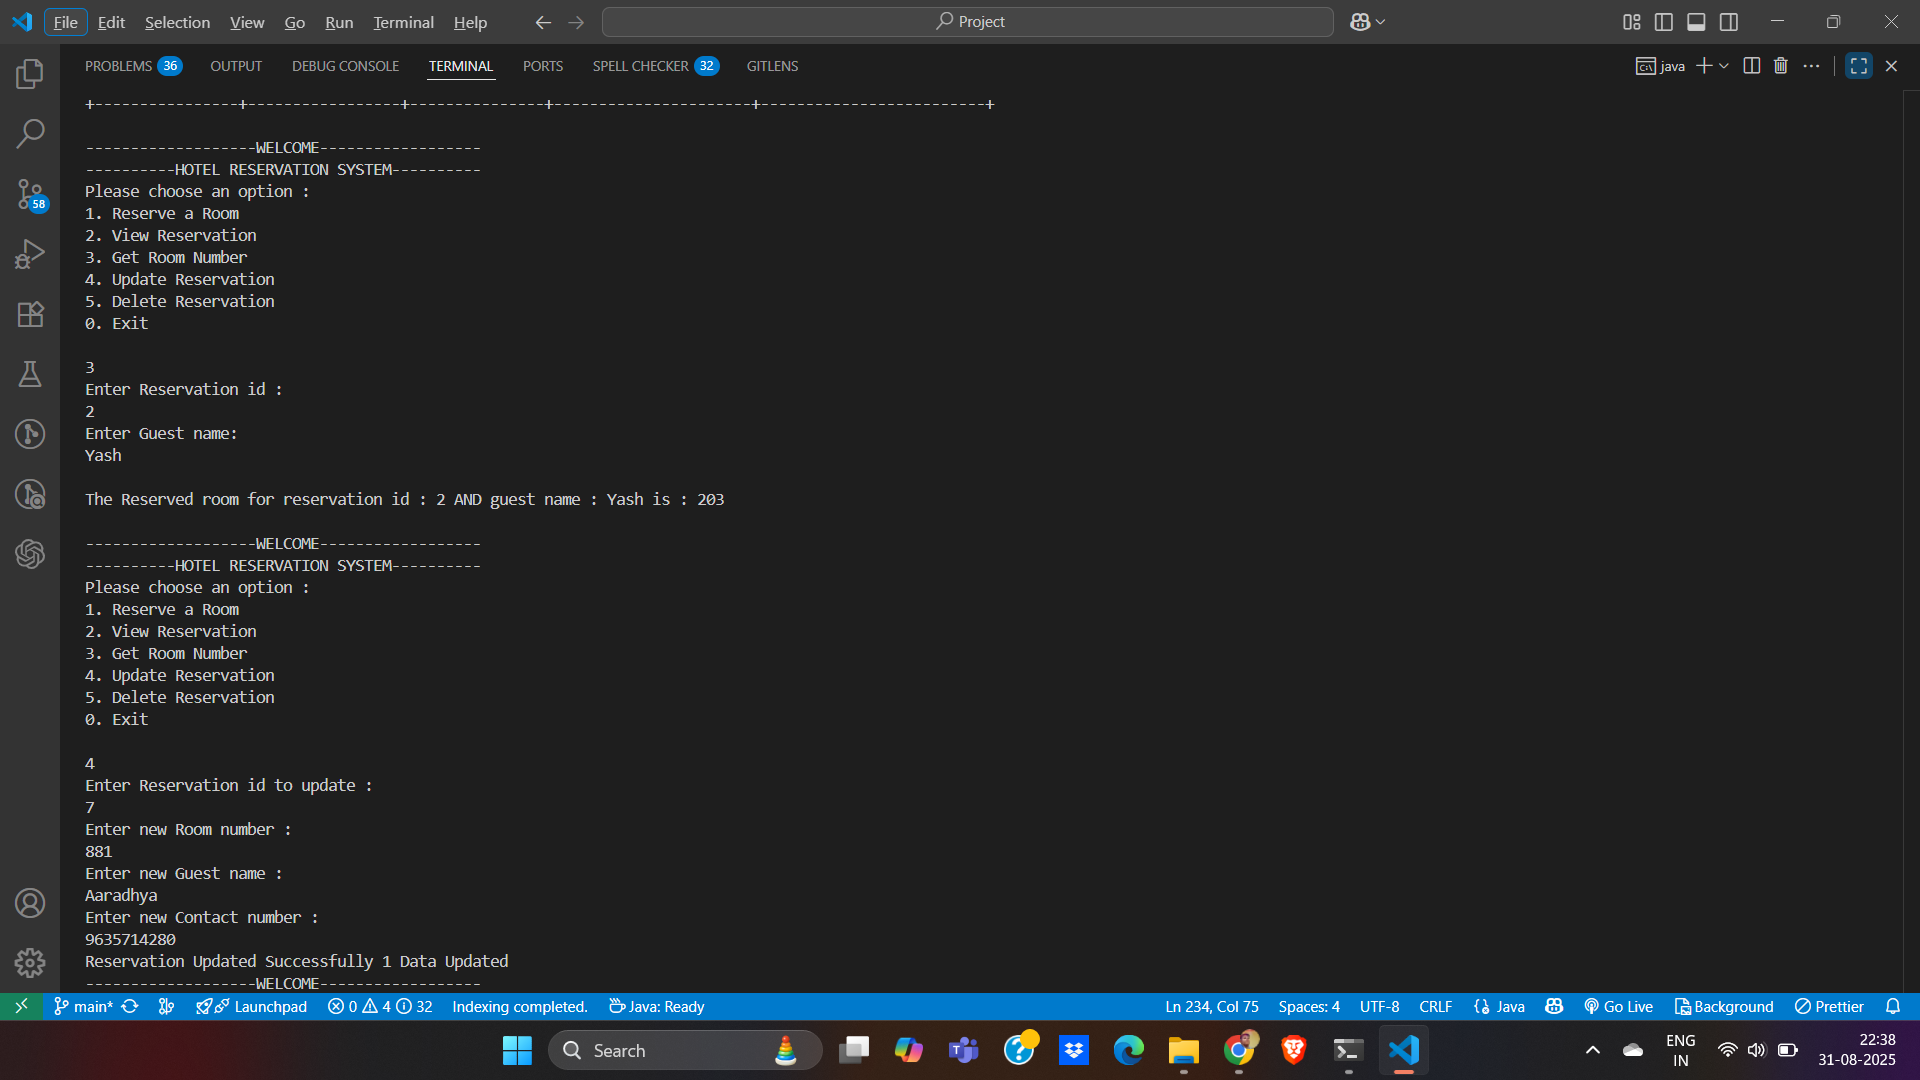 File Edit Selection View Go Run Terminal Help Project
PROBLEMS 36 OUTPUT DEBUG CONSOLE TERMINAL PORTS SPELL CHECKER 32 GITLENS java
+----------------+-----------------+---------------+----------------------+-------------------------+
-------------------WELCOME------------------
----------HOTEL RESERVATION SYSTEM----------
Please choose an option :
1. Reserve a Room
2. View Reservation
3. Get Room Number
4. Update Reservation
5. Delete Reservation
0. Exit
3
Enter Reservation id :
2
Enter Guest name:
Yash
The Reserved room for reservation id : 2 AND guest name : Yash is : 203
-------------------WELCOME------------------
----------HOTEL RESERVATION SYSTEM----------
Please choose an option :
1. Reserve a Room
2. View Reservation
3. Get Room Number
4. Update Reservation
5. Delete Reservation
0. Exit
4
Enter Reservation id to update :
7
Enter new Room number :
881
Enter new Guest name :
Aaradhya
Enter new Contact number :
9635714280
Reservation Updated Successfully 1 Data Updated
-------------------WELCOME------------------
58
main* Launchpad 0 4 32 Indexing completed. Java: Ready Ln 234, Col 75 Spaces: 4 UTF-8 CRLF Java Go Live Background Prettier
Search ENG IN 22:38
31-08-2025